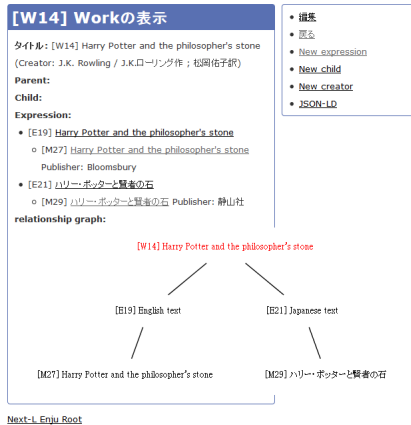 [W14] Workの表示
タイトル: [W14] Harry Potter and the philosopher's stone
(Creator: J.K. Rowling / J.K.ローリング作 ; 松岡佑子訳)
Parent:
Child:
Expression:
[E19] Harry Potter and the philosopher's stone
[M27] Harry Potter and the philosopher's stone
Publisher: Bloomsbury
[E21] ハリー・ポッターと賢者の石
[M29] ハリー・ポッターと賢者の石 Publisher: 静山社
relationship graph:
[W14] Harry Potter and the philosopher's stone
[E19] English text
[E21] Japanese text
[M27] Harry Potter and the philosopher's stone
[M29] ハリー・ポッターと賢者の石
編集
戻る
New expression
New child
New creator
JSON-LD
Next-L Enju Root